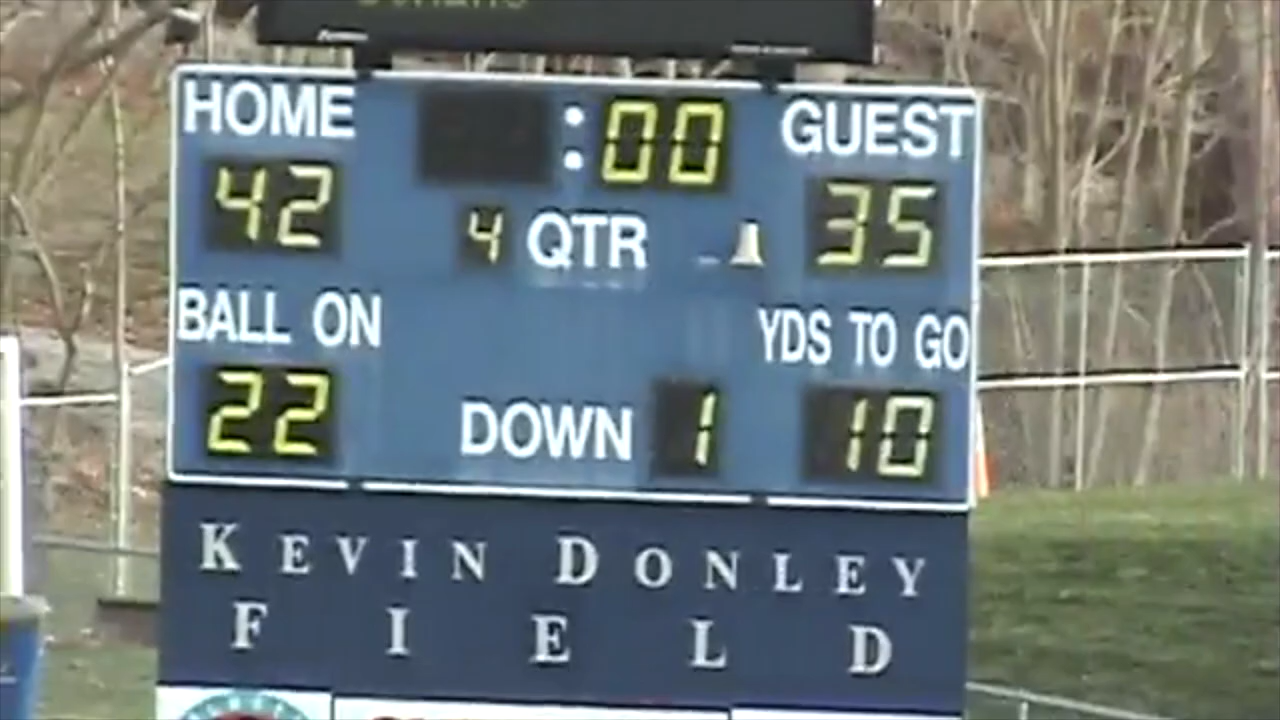 HOME :00 GUEST
42 4 QTR 35
BALL ON YDS TO GO
22 DOWN 1 10
KEVIN DONLEY
FIELD